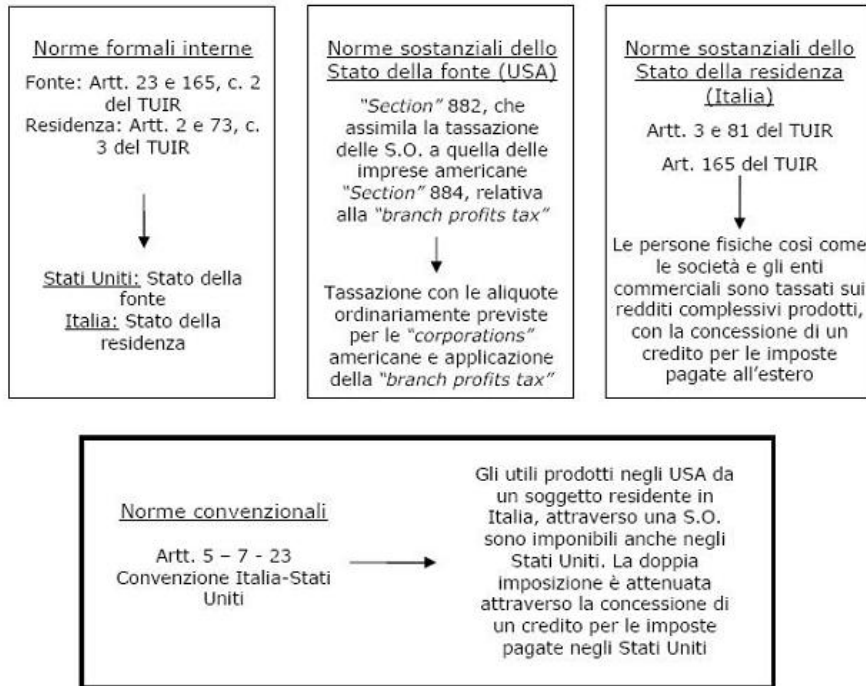 Norme formali interne
Fonte: Artt. 23 e 165, c. 2
del TUIR
Residenza: Artt. 2 e 73, c.
3 del TUIR
Stati Uniti: Stato della
fonte
Italia: Stato della
residenza
Norme sostanziali dello
Stato della fonte (USA)
“Section” 882, che
assimila la tassazione
delle S.O. a quella delle
imprese americane
“Section” 884, relativa
alla “branch profits tax”
Tassazione con le aliquote
ordinariamente previste
per le “corporations”
americane e applicazione
della “branch profits tax”
Norme sostanziali dello
Stato della residenza
(Italia)
Artt. 3 e 81 del TUIR
Art. 165 del TUIR
Le persone fisiche così come
le società e gli enti
commerciali sono tassati sui
redditi complessivi prodotti,
con la concessione di un
credito per le imposte
pagate all’estero
Norme convenzionali
Artt. 5 – 7 - 23
Convenzione Italia-Stati
Uniti
Gli utili prodotti negli USA da
un soggetto residente in
Italia, attraverso una S.O.
sono imponibili anche negli
Stati Uniti. La doppia
imposizione è attenuata
attraverso la concessione di
un credito per le imposte
pagate negli Stati Uniti